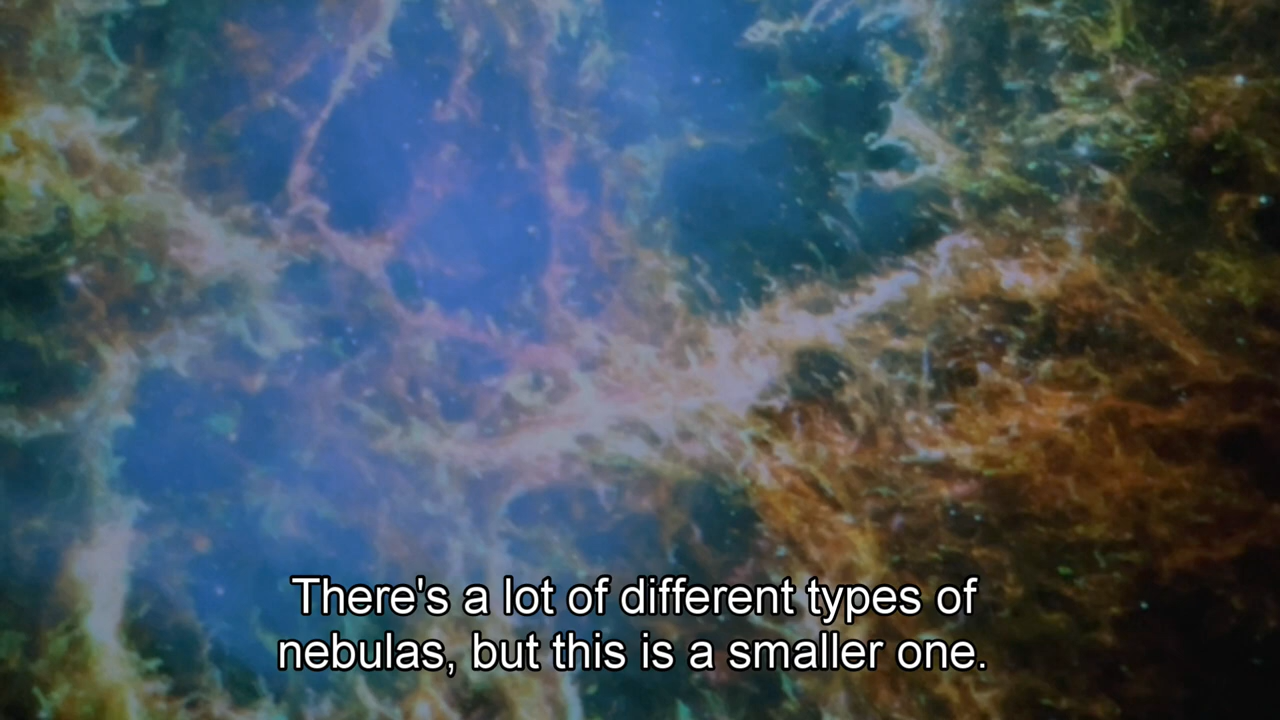 There's a lot of different types of
nebulas, but this is a smaller one.